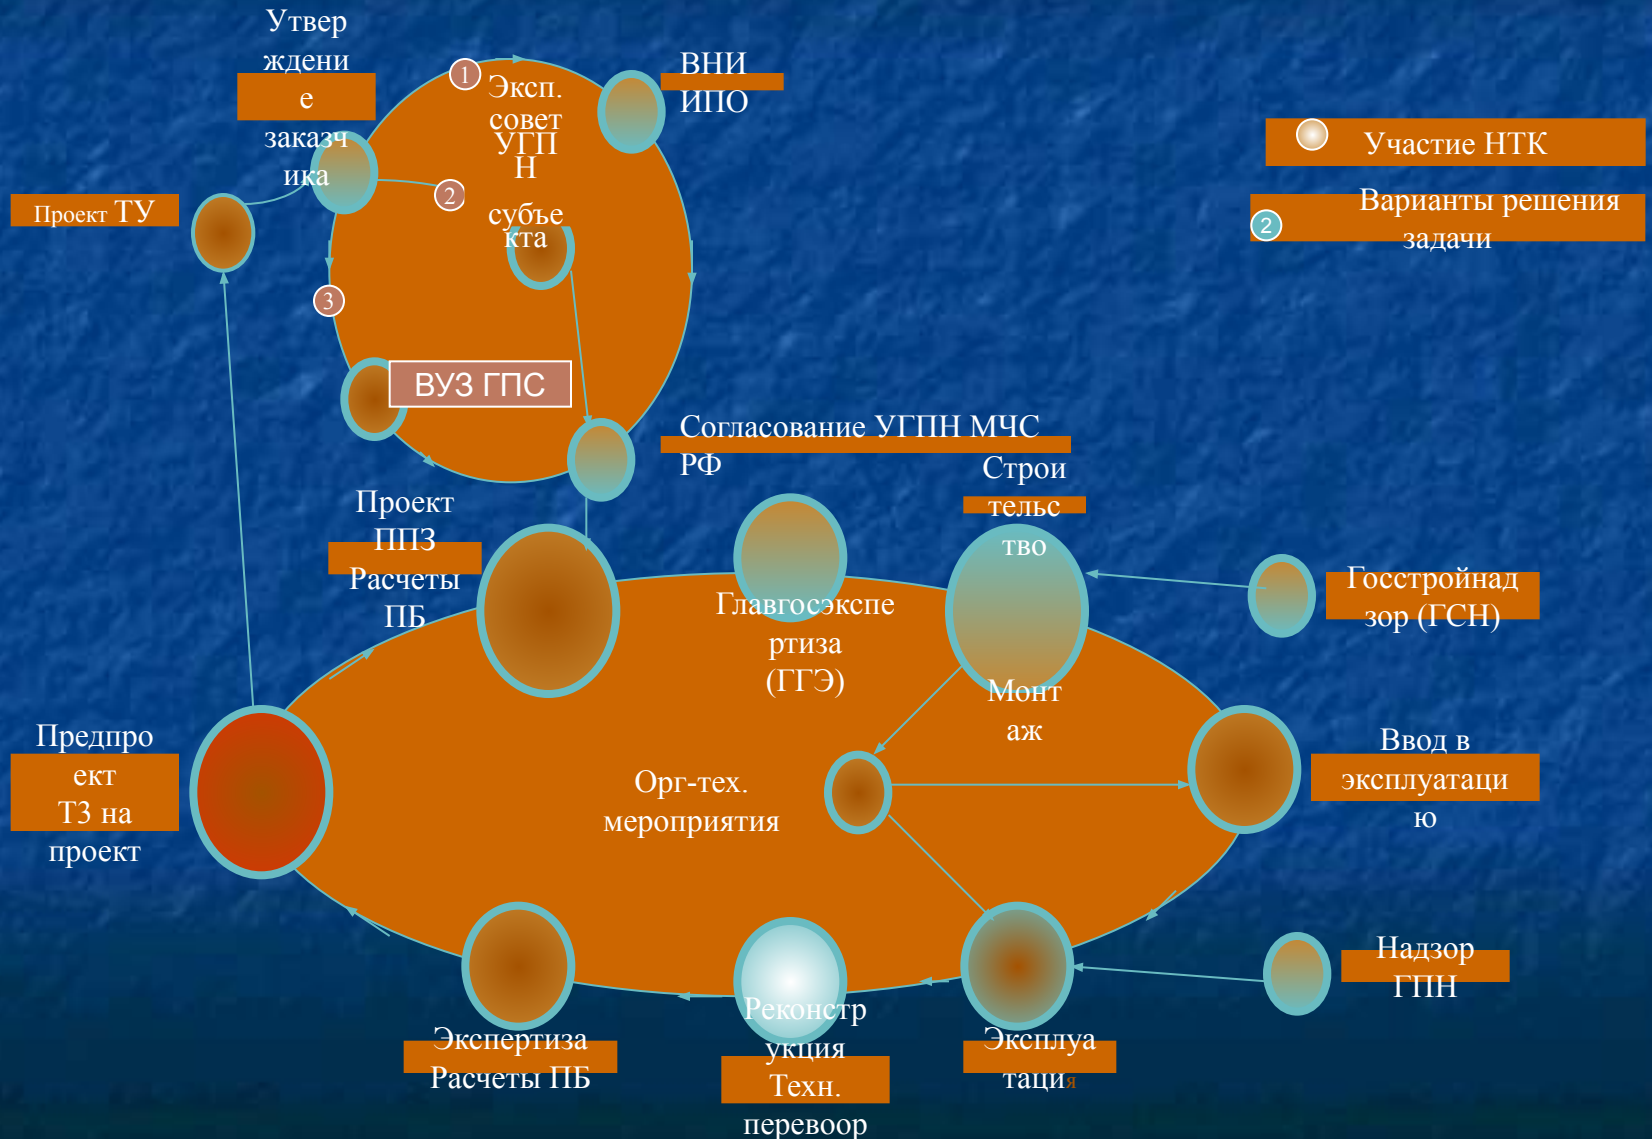 Утвер
ждени
е
заказч
ика
1
Эксп.
совет
УГП
Н
субъе
кта
ВНИ
ИПО
2
3
Проект ТУ
Участие НТК
2
Варианты решения
задачи
ВУЗ ГПС
Согласование УГПН МЧС
РФ
Проект
ППЗ
Расчеты
ПБ
Главгосэкспе
ртиза
(ГГЭ)
Строи
тельс
тво
Госстройнад
зор (ГСН)
Монт
аж
Предпро
ект
ТЗ на
проект
Орг-тех.
мероприятия
Ввод в
эксплуатаци
ю
Экспертиза
Расчеты ПБ
Реконстр
укция
Техн.
перевоор
Эксплуа
тация
Надзор
ГПН